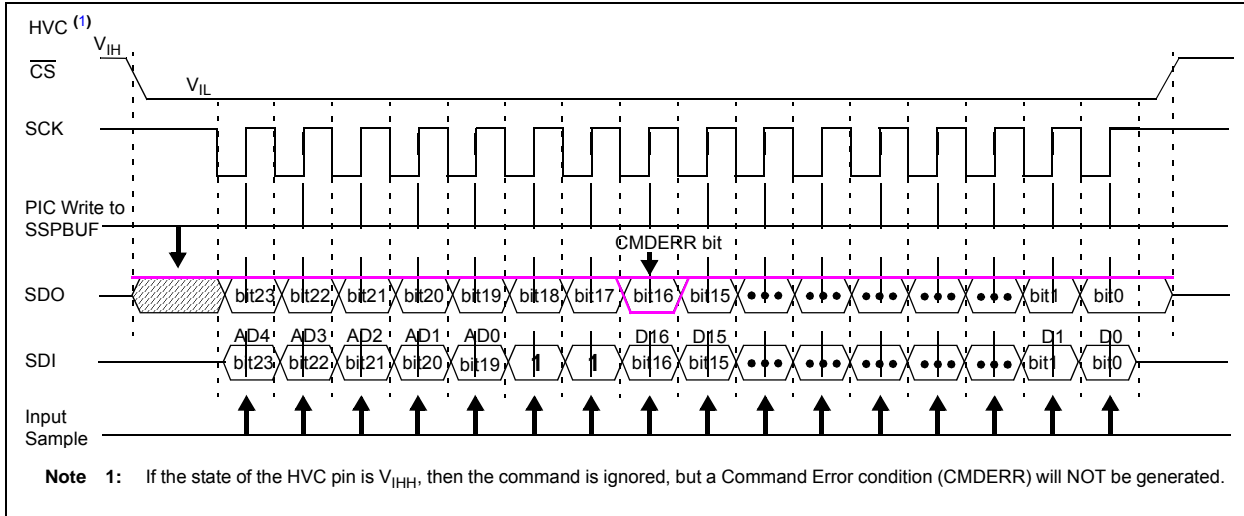 HVC (1)
VIH
CS
VIL
SCK
PIC Write to
SSPBUF
CMDERR bit
SDO bit23 bit22 bit21 bit20 bit19 bit18 bit17 bit16 bit15 ●●● ●●● ●●● ●●● ●●● bit1 bit0
AD4 AD3 AD2 AD1 AD0 D16 D15 D1 D0
SDI bit23 bit22 bit21 bit20 bit19 1 1 bit16 bit15 ●●● ●●● ●●● ●●● ●●● bit1 bit0
Input
Sample
Note 1: If the state of the HVC pin is VIHH, then the command is ignored, but a Command Error condition (CMDERR) will NOT be generated.